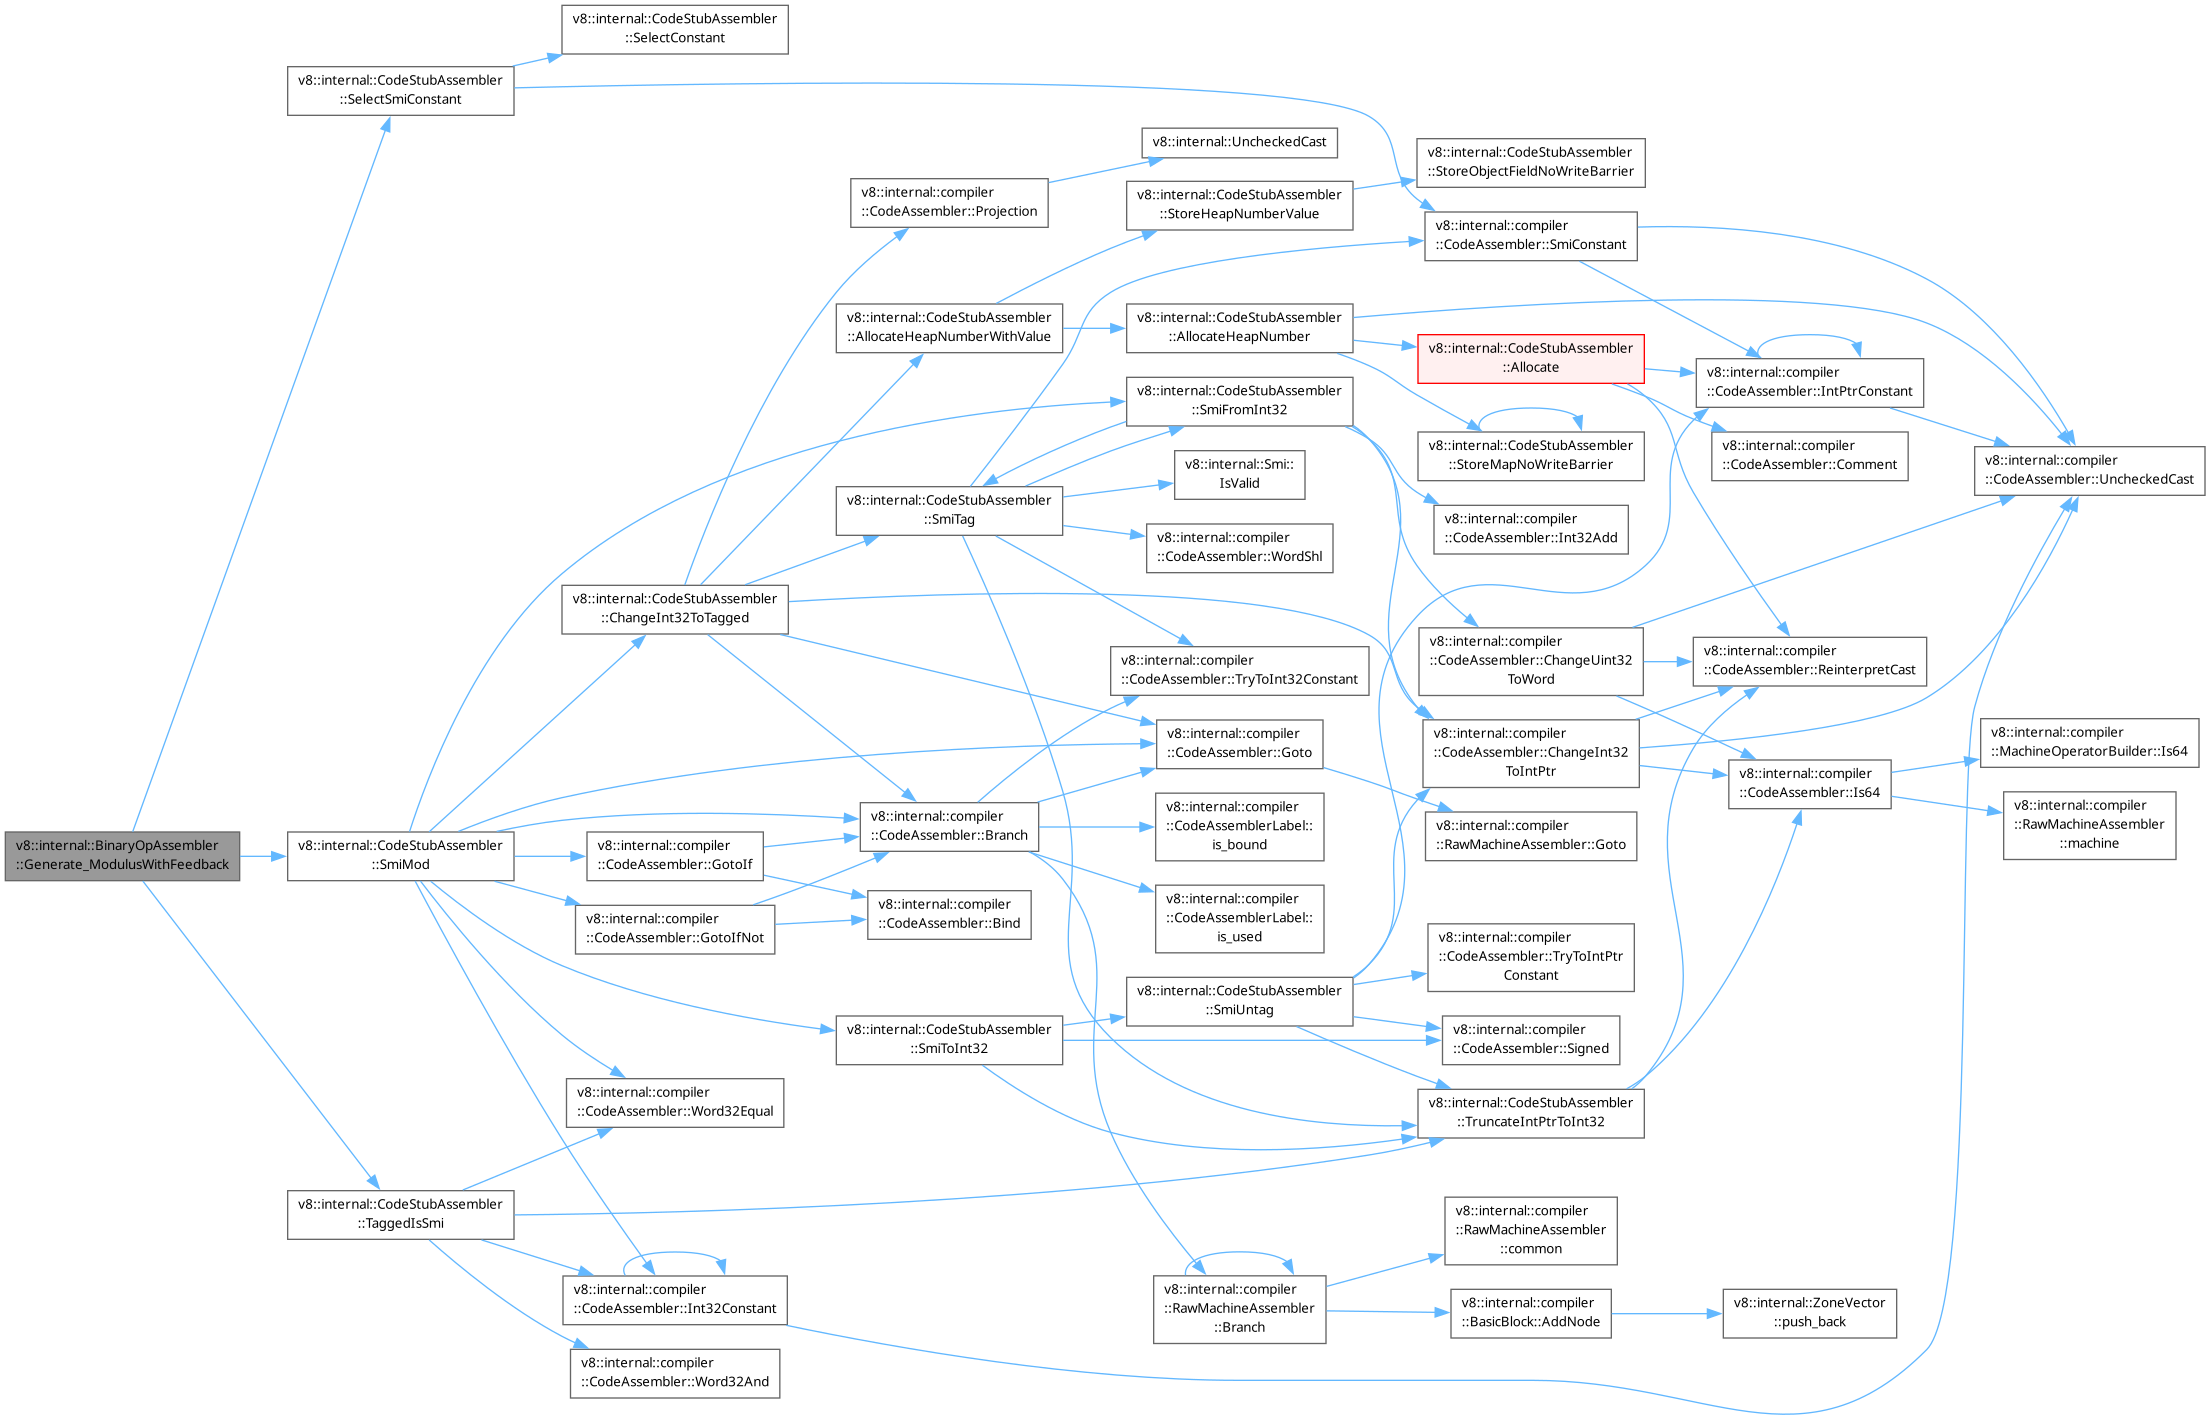 v8::internal::BinaryOpAssembler
::Generate_ModulusWithFeedback
v8::internal::CodeStubAssembler
::SelectSmiConstant
v8::internal::CodeStubAssembler
::SmiMod
v8::internal::CodeStubAssembler
::TaggedIsSmi
v8::internal::CodeStubAssembler
::SelectConstant
v8::internal::CodeStubAssembler
::ChangeInt32ToTagged
v8::internal::compiler
::CodeAssembler::GotoIf
v8::internal::compiler
::CodeAssembler::GotoIfNot
v8::internal::compiler
::CodeAssembler::Word32Equal
v8::internal::compiler
::CodeAssembler::Int32Constant
v8::internal::compiler
::CodeAssembler::Word32And
v8::internal::compiler
::CodeAssembler::Projection
v8::internal::CodeStubAssembler
::AllocateHeapNumberWithValue
v8::internal::CodeStubAssembler
::SmiTag
v8::internal::compiler
::CodeAssembler::Branch
v8::internal::compiler
::CodeAssembler::Bind
v8::internal::CodeStubAssembler
::SmiToInt32
v8::internal::UncheckedCast
v8::internal::CodeStubAssembler
::StoreHeapNumberValue
v8::internal::CodeStubAssembler
::AllocateHeapNumber
v8::internal::CodeStubAssembler
::SmiFromInt32
v8::internal::Smi::
IsValid
v8::internal::compiler
::CodeAssembler::WordShl
v8::internal::compiler
::CodeAssembler::TryToInt32Constant
v8::internal::compiler
::CodeAssembler::Goto
v8::internal::compiler
::CodeAssemblerLabel::
is_bound
v8::internal::compiler
::CodeAssemblerLabel::
is_used
v8::internal::CodeStubAssembler
::SmiUntag
v8::internal::compiler
::RawMachineAssembler
::Branch
v8::internal::CodeStubAssembler
::StoreObjectFieldNoWriteBarrier
v8::internal::compiler
::CodeAssembler::SmiConstant
v8::internal::CodeStubAssembler
::Allocate
v8::internal::CodeStubAssembler
::StoreMapNoWriteBarrier
v8::internal::compiler
::CodeAssembler::Int32Add
v8::internal::compiler
::CodeAssembler::ChangeUint32
ToWord
v8::internal::compiler
::CodeAssembler::ChangeInt32
ToIntPtr
v8::internal::compiler
::RawMachineAssembler::Goto
v8::internal::compiler
::CodeAssembler::TryToIntPtr
Constant
v8::internal::compiler
::CodeAssembler::Signed
v8::internal::CodeStubAssembler
::TruncateIntPtrToInt32
v8::internal::compiler
::RawMachineAssembler
::common
v8::internal::compiler
::BasicBlock::AddNode
v8::internal::compiler
::CodeAssembler::IntPtrConstant
v8::internal::compiler
::CodeAssembler::Comment
v8::internal::compiler
::CodeAssembler::ReinterpretCast
v8::internal::compiler
::CodeAssembler::Is64
v8::internal::ZoneVector
::push_back
v8::internal::compiler
::CodeAssembler::UncheckedCast
v8::internal::compiler
::MachineOperatorBuilder::Is64
v8::internal::compiler
::RawMachineAssembler
::machine